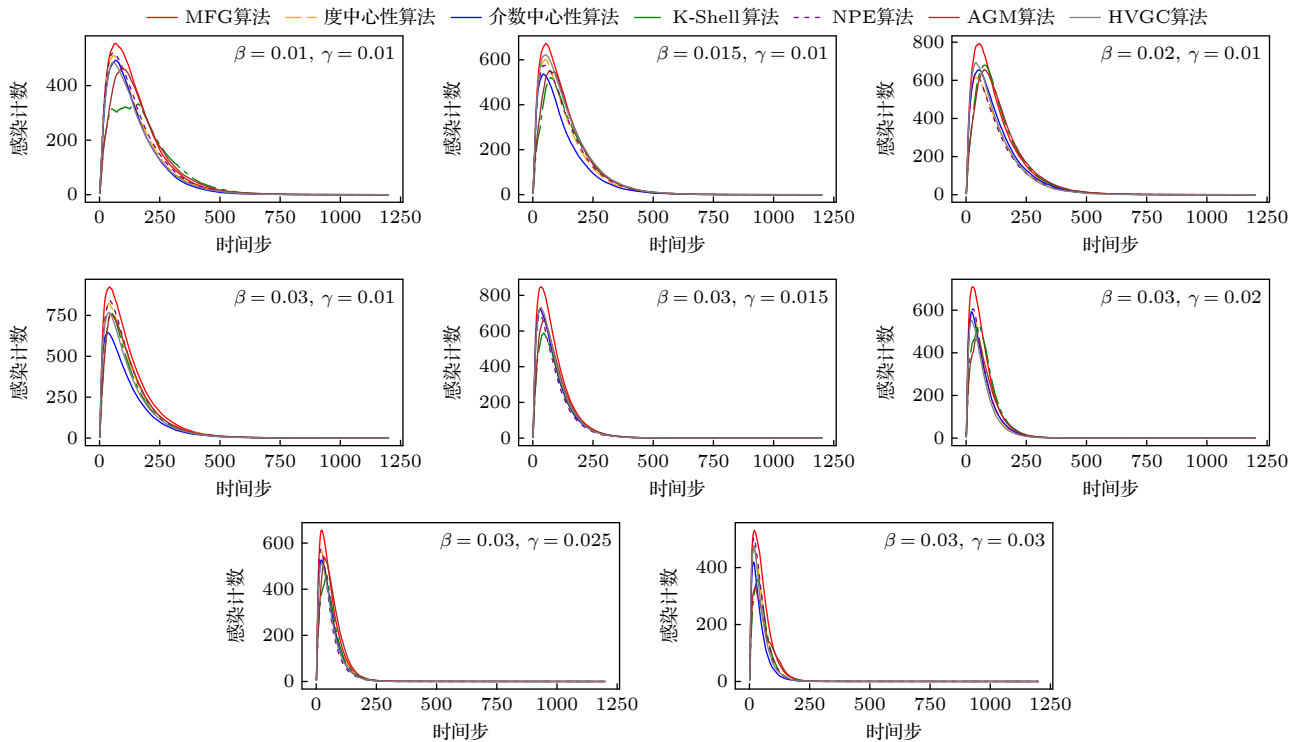 MFG算法 度中心性算法 介数中心性算法 K-Shell算法 NPE算法 AGM算法 HVGC算法
β = 0.01, γ = 0.01
感染计数
400
200
0
0 250 500 750 1000 1250
时间步
β = 0.015, γ = 0.01
感染计数
600
400
200
0
0 250 500 750 1000 1250
时间步
β = 0.02, γ = 0.01
感染计数
800
600
400
200
0
0 250 500 750 1000 1250
时间步
β = 0.03, γ = 0.01
感染计数
750
500
250
0
0 250 500 750 1000 1250
时间步
β = 0.03, γ = 0.015
感染计数
800
600
400
200
0
0 250 500 750 1000 1250
时间步
β = 0.03, γ = 0.02
感染计数
600
400
200
0
0 250 500 750 1000 1250
时间步
β = 0.03, γ = 0.025
感染计数
600
400
200
0
0 250 500 750 1000 1250
时间步
β = 0.03, γ = 0.03
感染计数
400
200
0
0 250 500 750 1000 1250
时间步